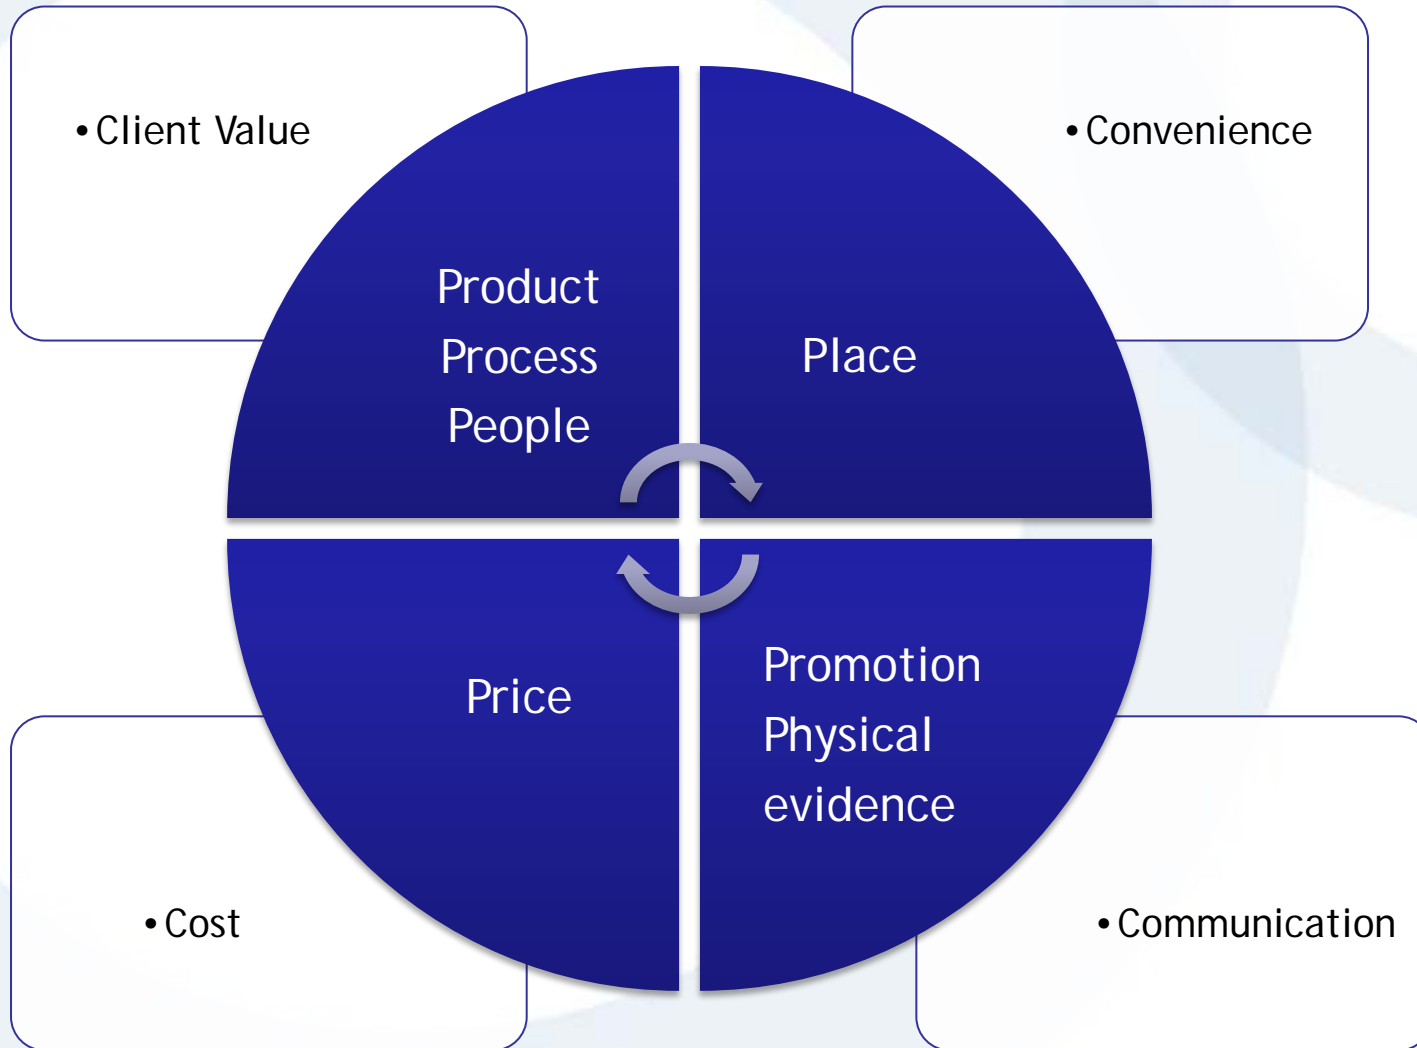 •Client Value
•Convenience
Product
Process
People
Place
Price
Promotion
Physical
evidence
•Cost
•Communication